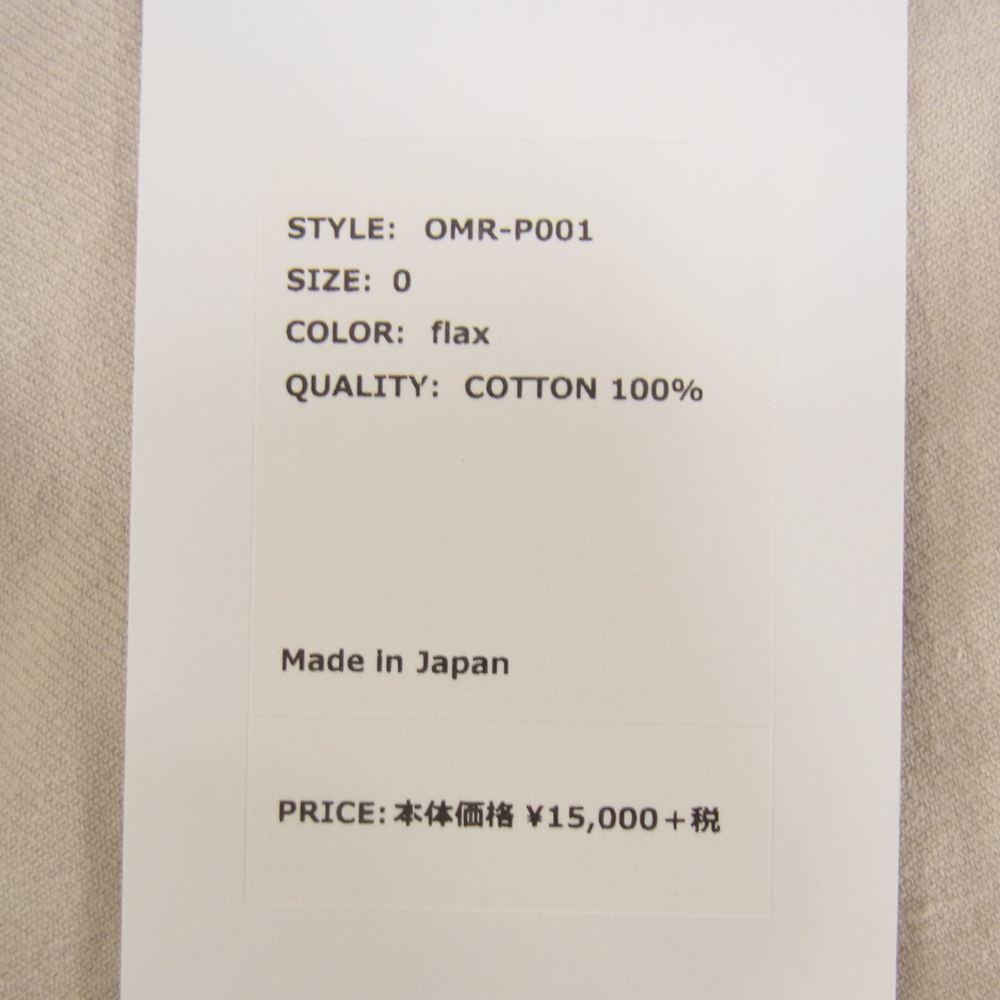 STYLE: OMR-P001
SIZE: 0
COLOR: flax
QUALITY: COTTON 100%
Made in Japan
PRICE:本体価格 ¥15,000+税